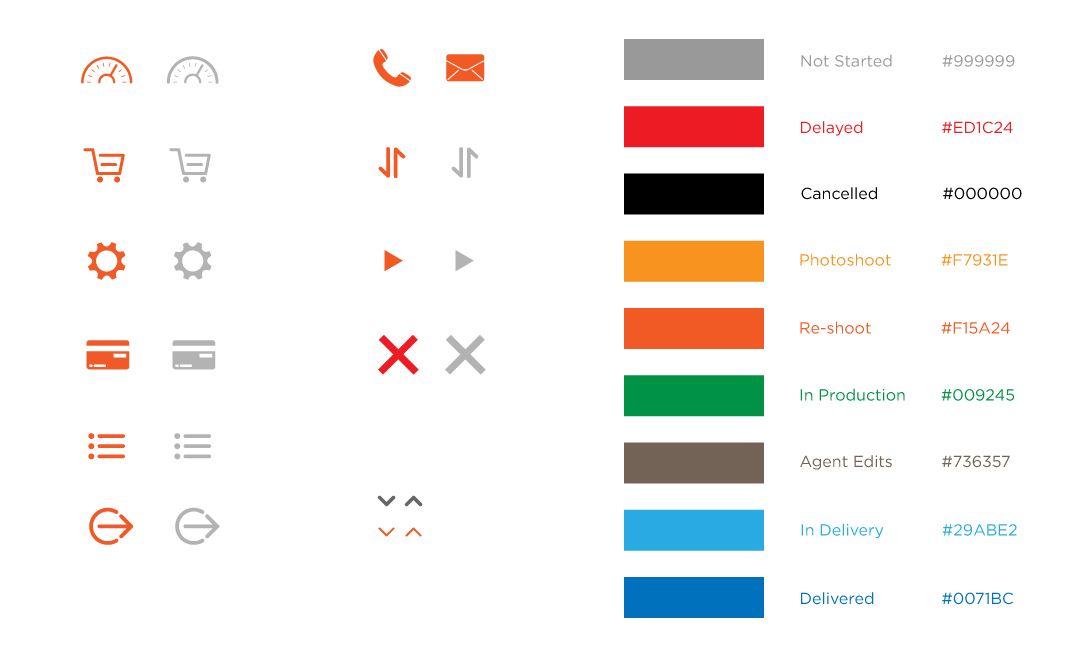 Not Started #999999
Delayed #ED1C24
Cancelled #000000
Photoshoot #F7931E
Re-shoot #F15A24
In Production #009245
Agent Edits #736357
In Delivery #29ABE2
Delivered #0071BC